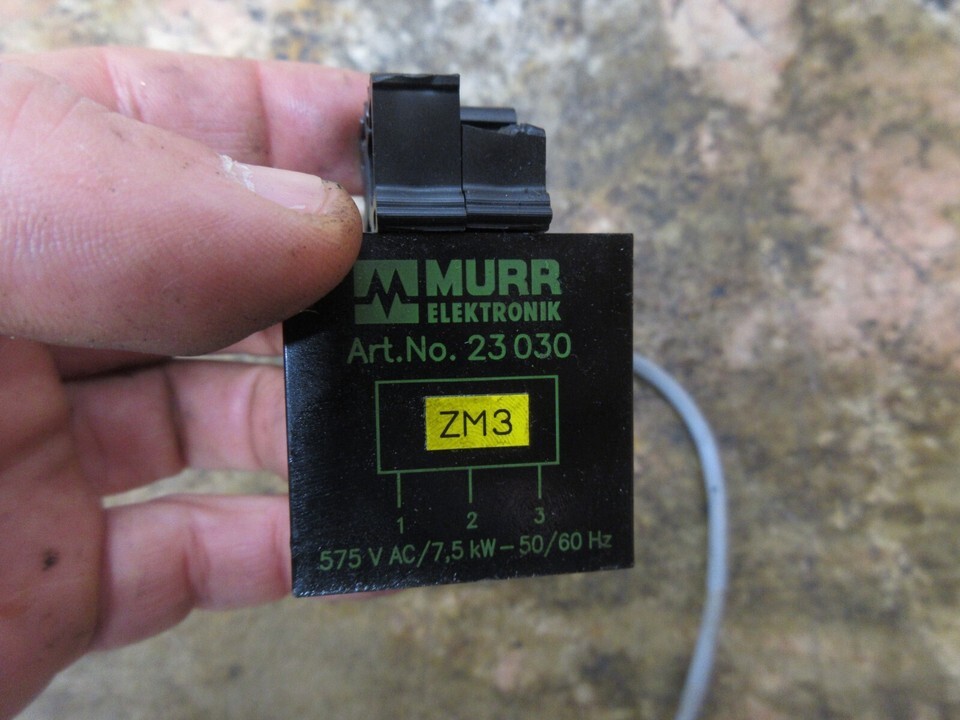 MURR
ELEKTRONIK
Art.No. 23 030
ZM3
1 2 3
575 V AC/7,5 kW – 50/60 Hz